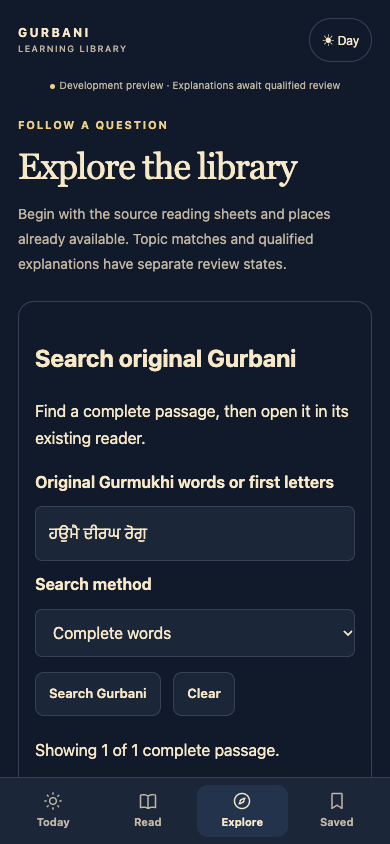 GURBANI
LEARNING LIBRARY
Day
Development preview · Explanations await qualified review
FOLLOW A QUESTION
Explore the library
Begin with the source reading sheets and places
already available. Topic matches and qualified
explanations have separate review states.
Search original Gurbani
Find a complete passage, then open it in its
existing reader.
Original Gurmukhi words or first letters
ਹਉਮੈ ਦੀਰਘ ਰੋਗੁ
Search method
Complete words
Search Gurbani
Clear
Showing 1 of 1 complete passage.
Today
Read
Explore
Saved